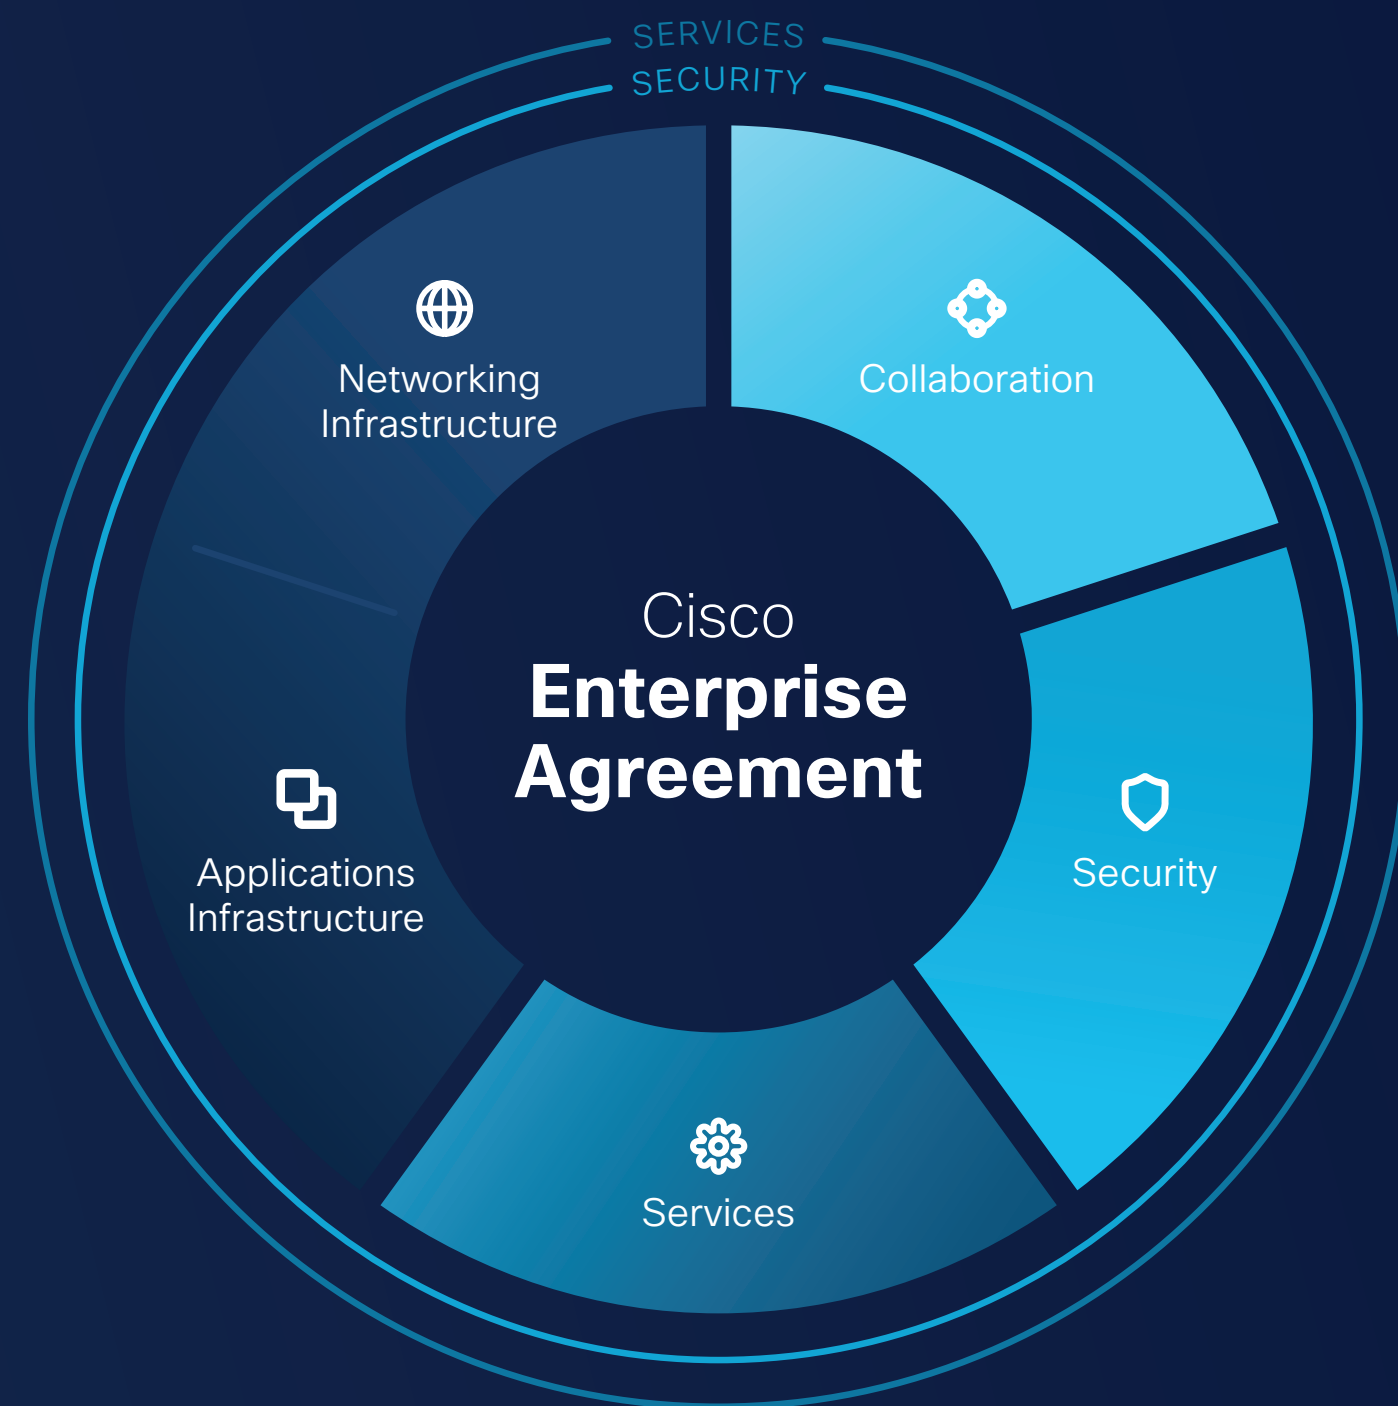 SERVICES
SECURITY
Networking
Infrastructure
Collaboration
Cisco
Enterprise
Agreement
Applications
Infrastructure
Security
Services